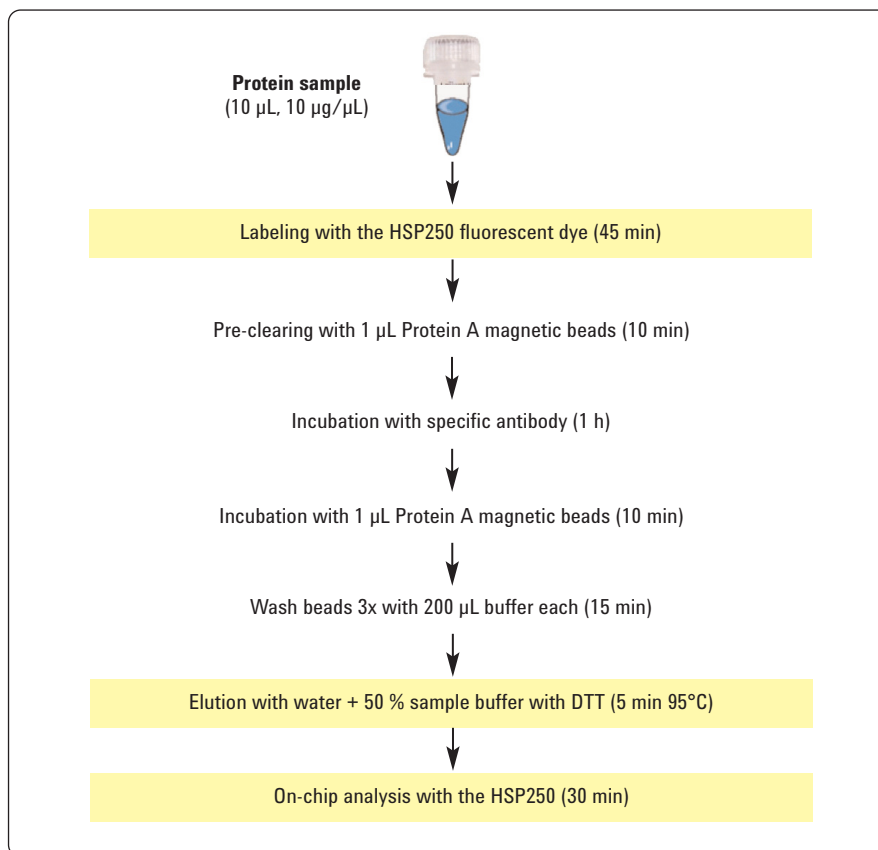 Protein sample
(10 µL, 10 µg/µL)
Labeling with the HSP250 fluorescent dye (45 min)
Pre-clearing with 1 µL Protein A magnetic beads (10 min)
Incubation with specific antibody (1 h)
Incubation with 1 µL Protein A magnetic beads (10 min)
Wash beads 3x with 200 µL buffer each (15 min)
Elution with water + 50 % sample buffer with DTT (5 min 95°C)
On-chip analysis with the HSP250 (30 min)